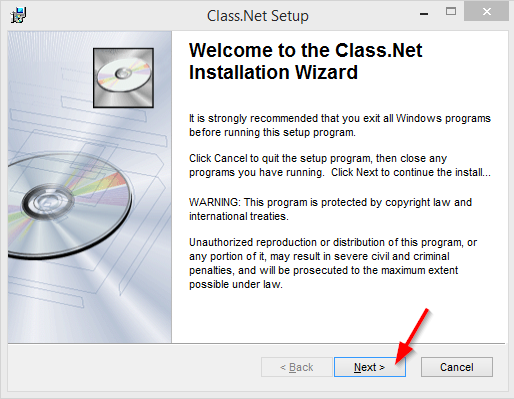 Class.Net Setup
Welcome to the Class.Net
Installation Wizard
It is strongly recommended that you exit all Windows programs
before running this setup program.
Click Cancel to quit the setup program, then close any
programs you have running.  Click Next to continue the install...
WARNING: This program is protected by copyright law and
international treaties.
Unauthorized reproduction or distribution of this program, or
any portion of it, may result in severe civil and criminal
penalties, and will be prosecuted to the maximum extent
possible under law.
< Back Next > Cancel